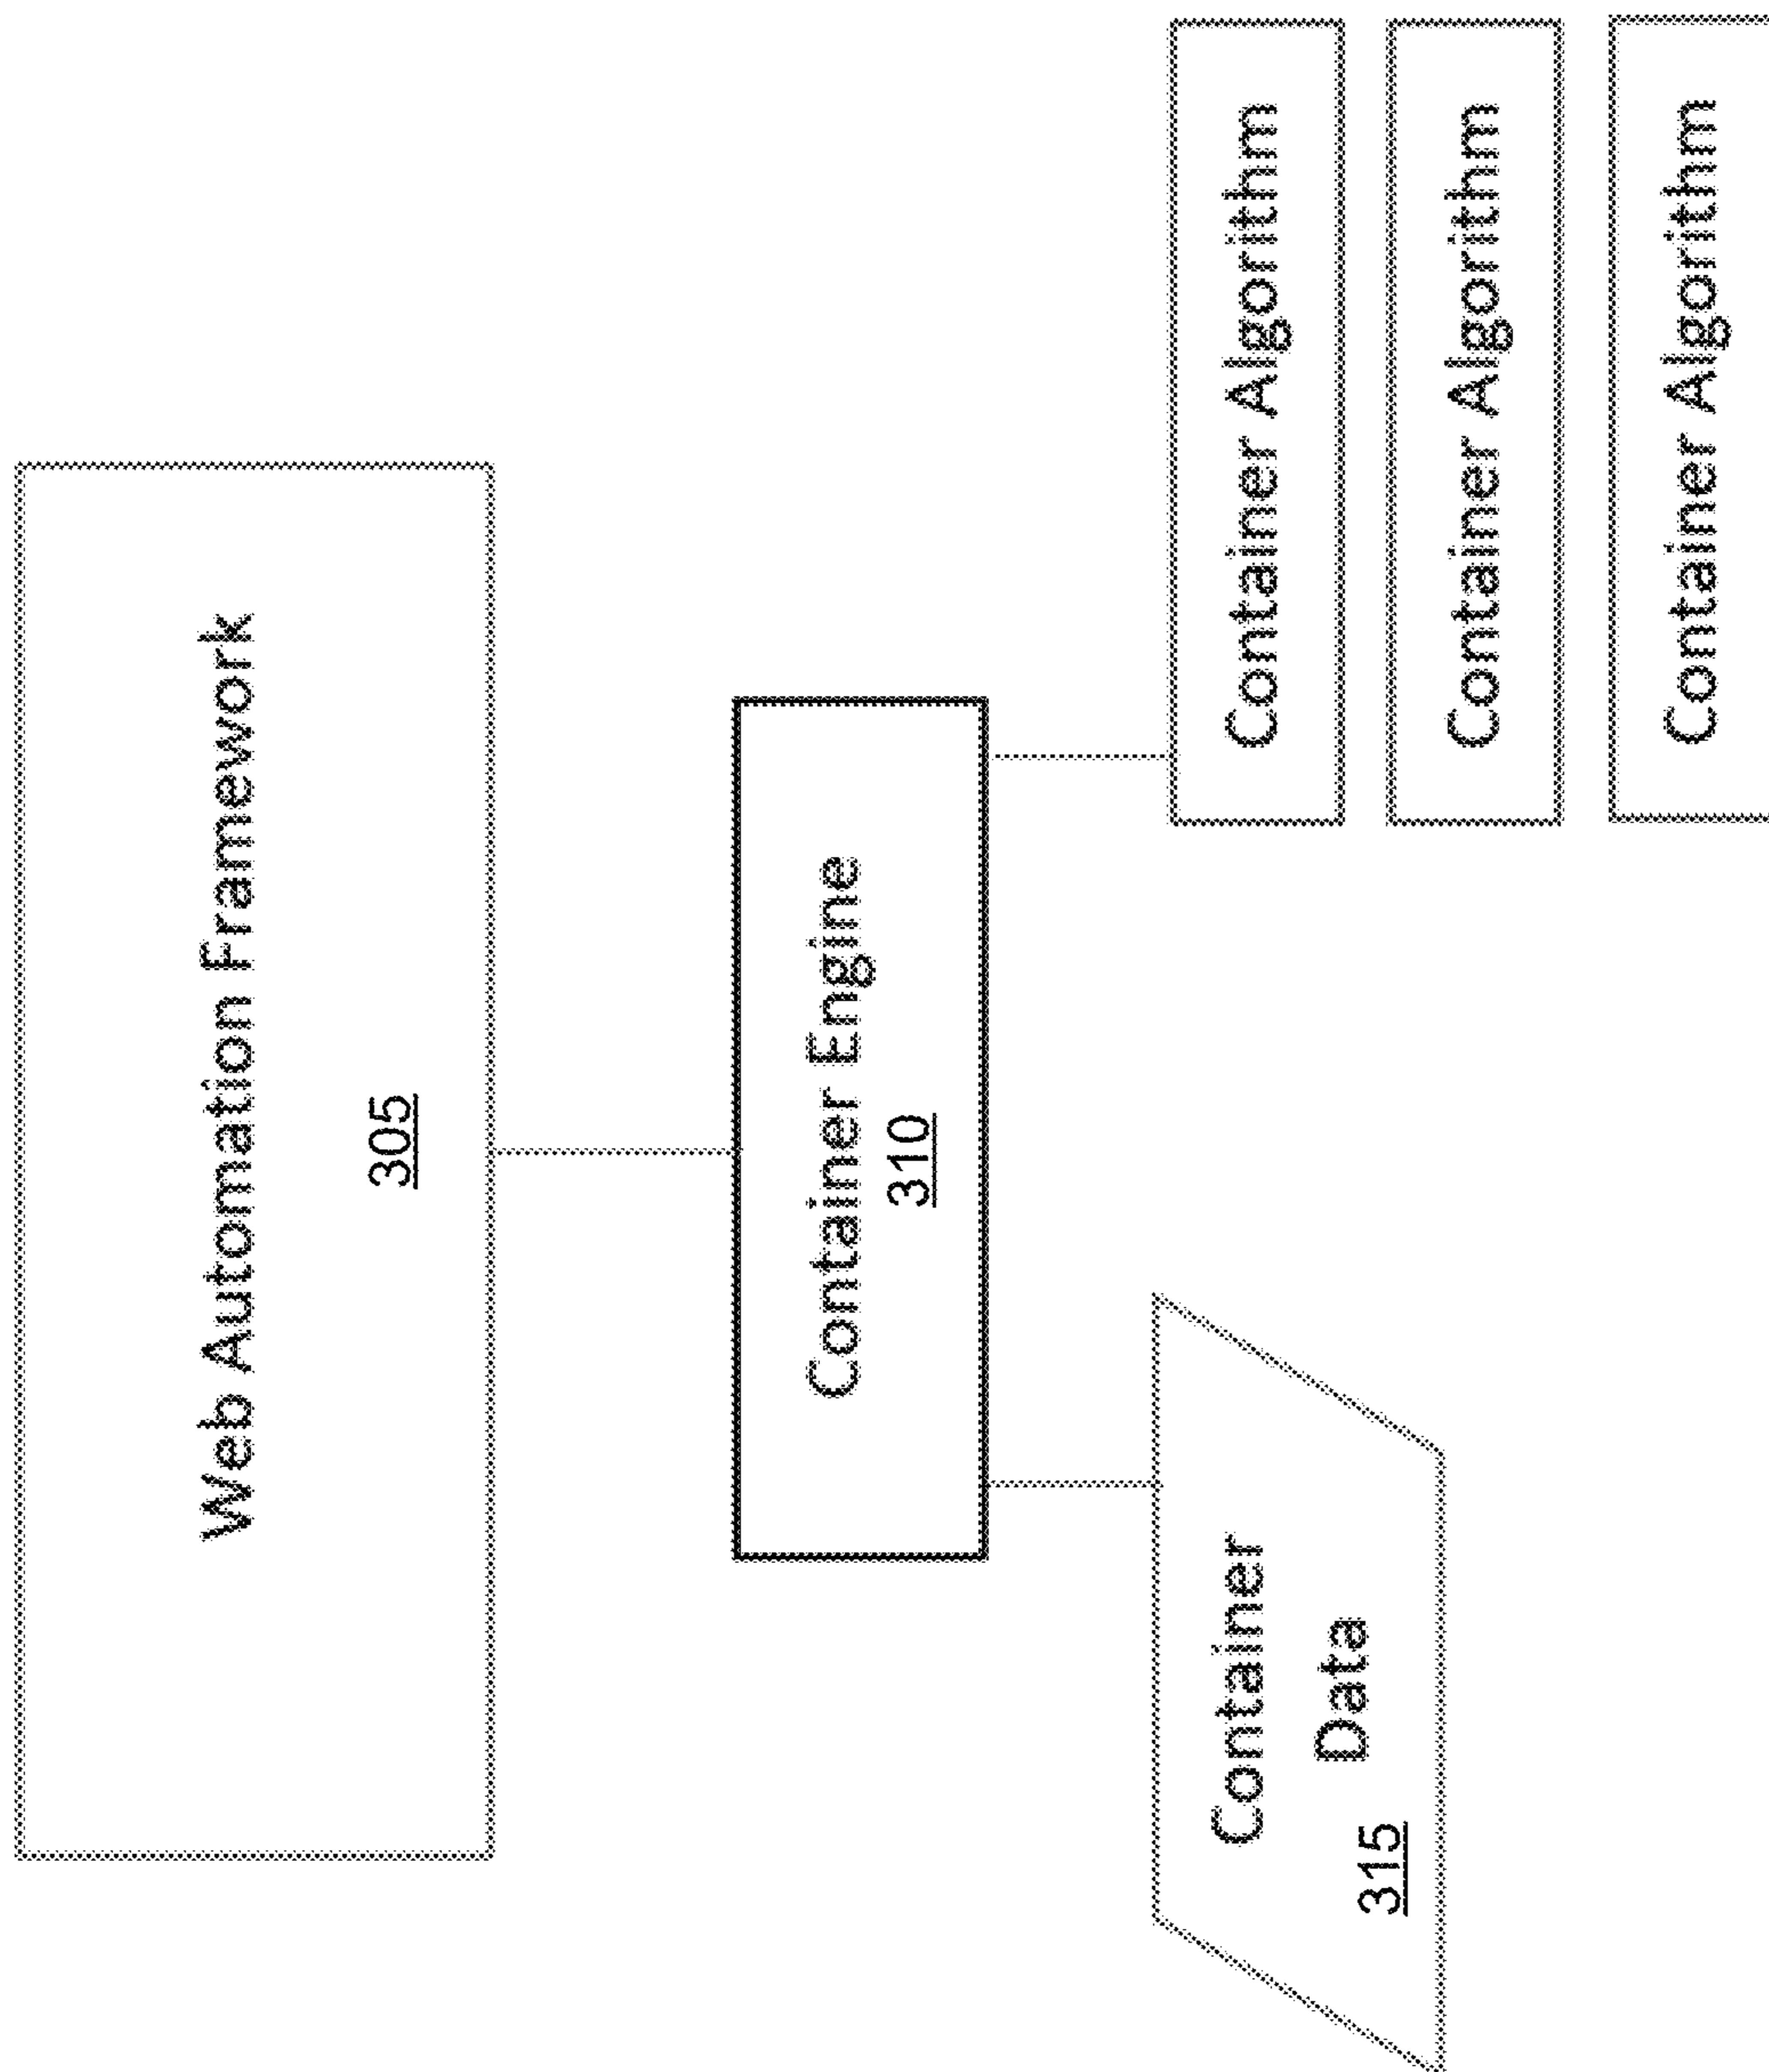 Web Automation Framework
305
Container Engine
310
Container
Data
315
Container Algorithm
Container Algorithm
Container Algorithm